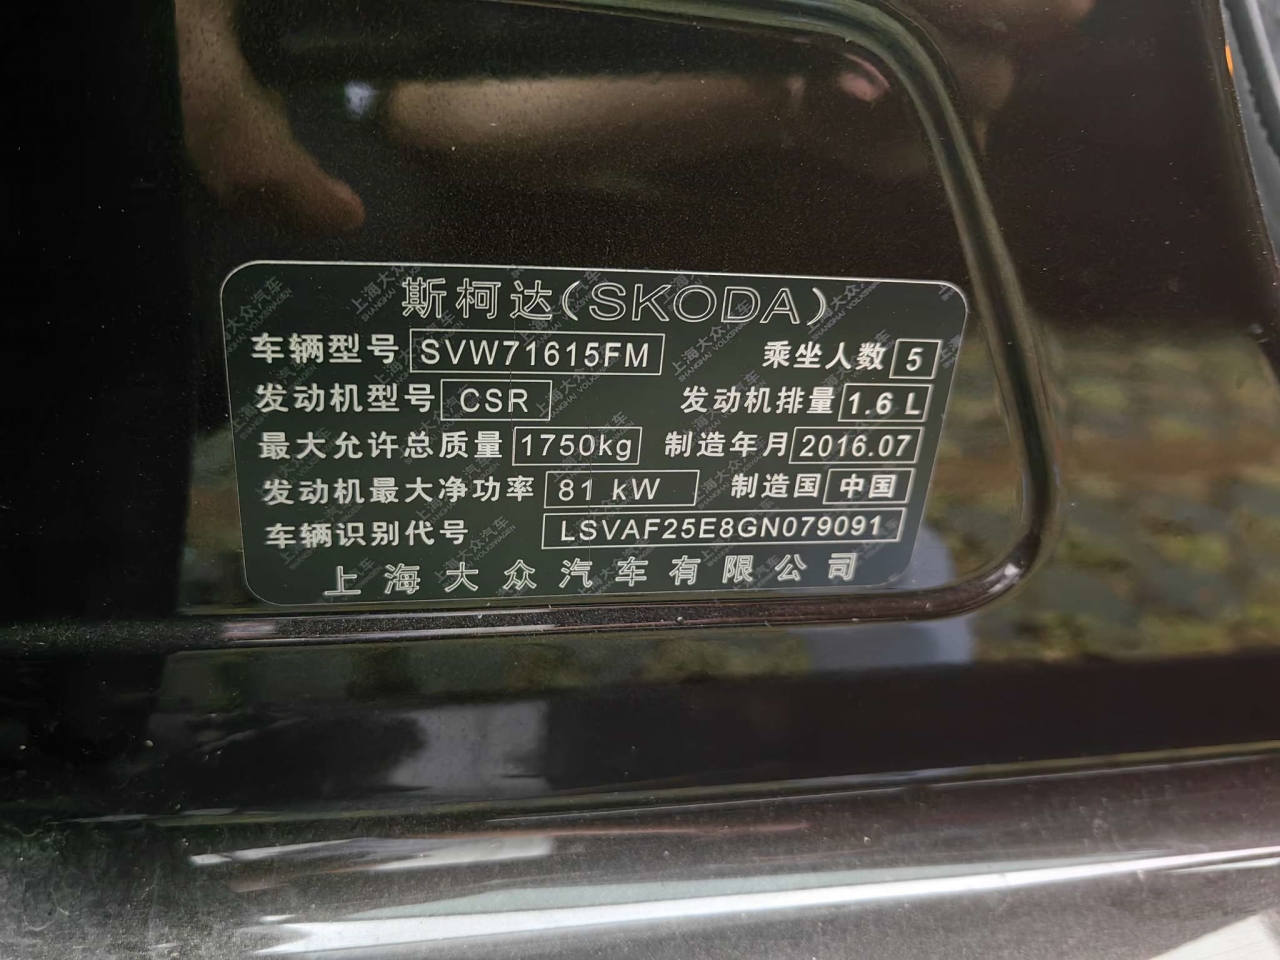 斯柯达(SKODA)
车辆型号 SVW71615FM 乘坐人数 5
发动机型号 CSR 发动机排量 1.6 L
最大允许总质量 1750kg 制造年月 2016.07
发动机最大净功率 81 kW 制造国 中国
车辆识别代号 LSVAF25E8GN079091
上海大众汽车有限公司